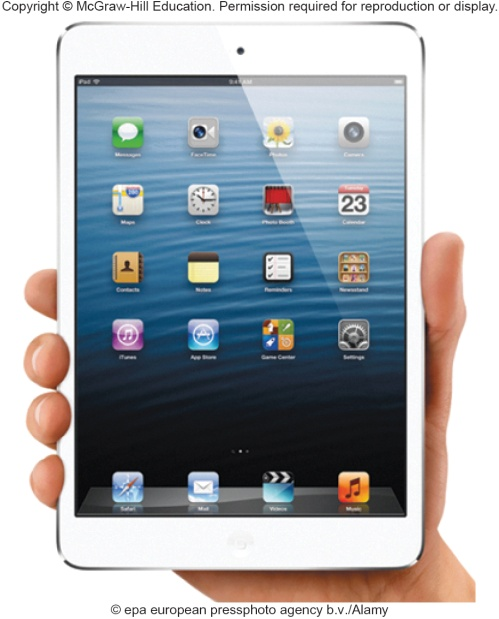 Copyright © McGraw-Hill Education. Permission required for reproduction or display.
iPad 9:41 AM
Messages FaceTime Photos Camera
Maps Clock Photo Booth Calendar
Tuesday
23
Contacts Notes Reminders Newsstand
iTunes App Store Game Center Settings
Safari Mail Videos Music
© epa european pressphoto agency b.v./Alamy